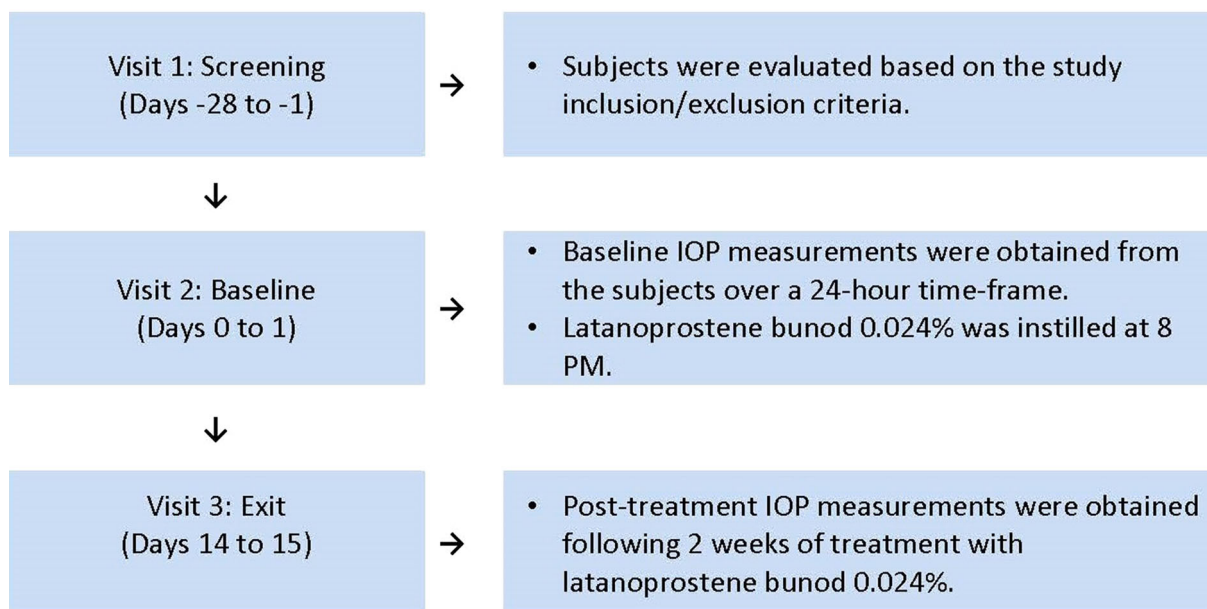 Visit 1: Screening
(Days -28 to -1)
→
• Subjects were evaluated based on the study
inclusion/exclusion criteria.
↓
Visit 2: Baseline
(Days 0 to 1)
→
• Baseline IOP measurements were obtained from
the subjects over a 24-hour time-frame.
• Latanoprostene bunod 0.024% was instilled at 8
PM.
↓
Visit 3: Exit
(Days 14 to 15)
→
• Post-treatment IOP measurements were obtained
following 2 weeks of treatment with
latanoprostene bunod 0.024%.